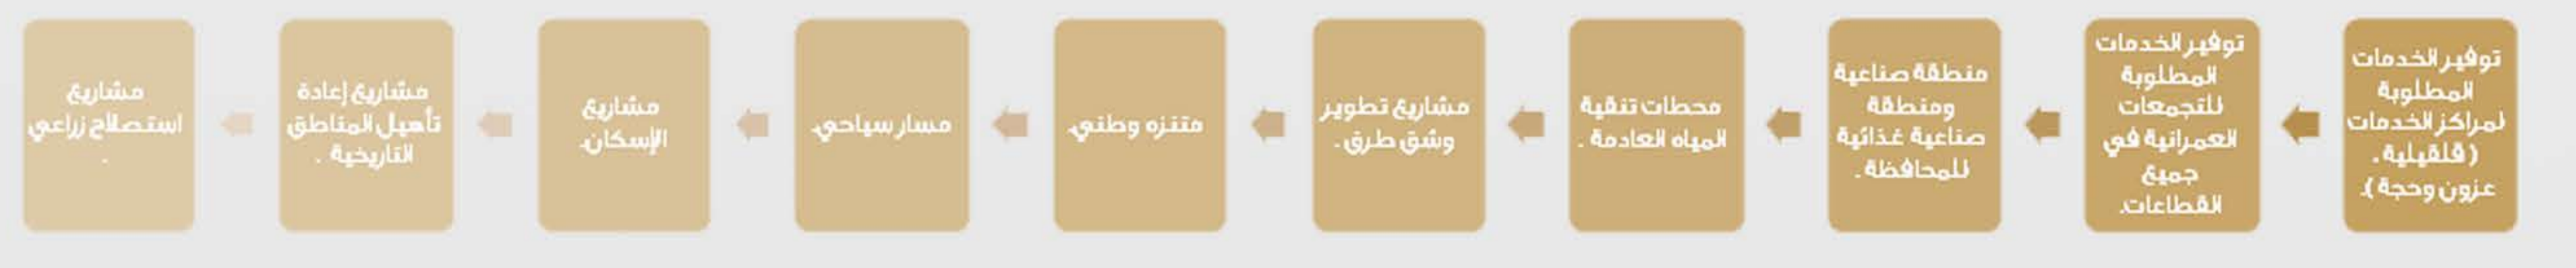 توفير الخدمات
المطلوبة
لمراكز الخدمات
( قلقيلية .
عزون وحجة ).
توفير الخدمات
المطلوبة
للتجمعات
العمرانية في
جميع
القطاعات.
منطقة صناعية
ومنطقة
صناعية غذائية
للمحافظة .
محطات تنقية
المياه العادمة .
مشاريع تطوير
وشق طرق .
متنزه وطني.
مسار سياحي.
مشاريع
الإسكان.
مشاريع إعادة
تأهيل المناطق
التاريخية .
مشاريع
استصلاح زراعي
.